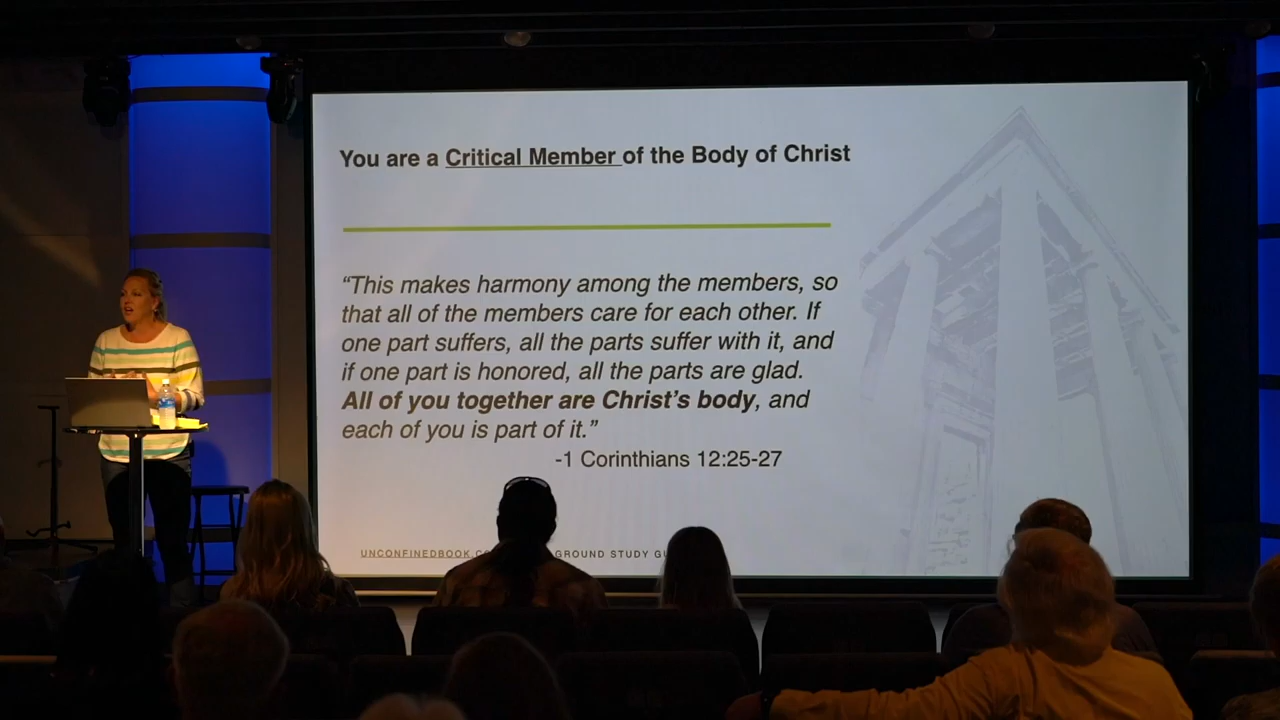 You are a Critical Member of the Body of Christ
“This makes harmony among the members, so
that all of the members care for each other. If
one part suffers, all the parts suffer with it, and
if one part is honored, all the parts are glad.
All of you together are Christ’s body, and
each of you is part of it.”
-1 Corinthians 12:25-27
UNCONFINEDBOOK.C GROUND STUDY GU